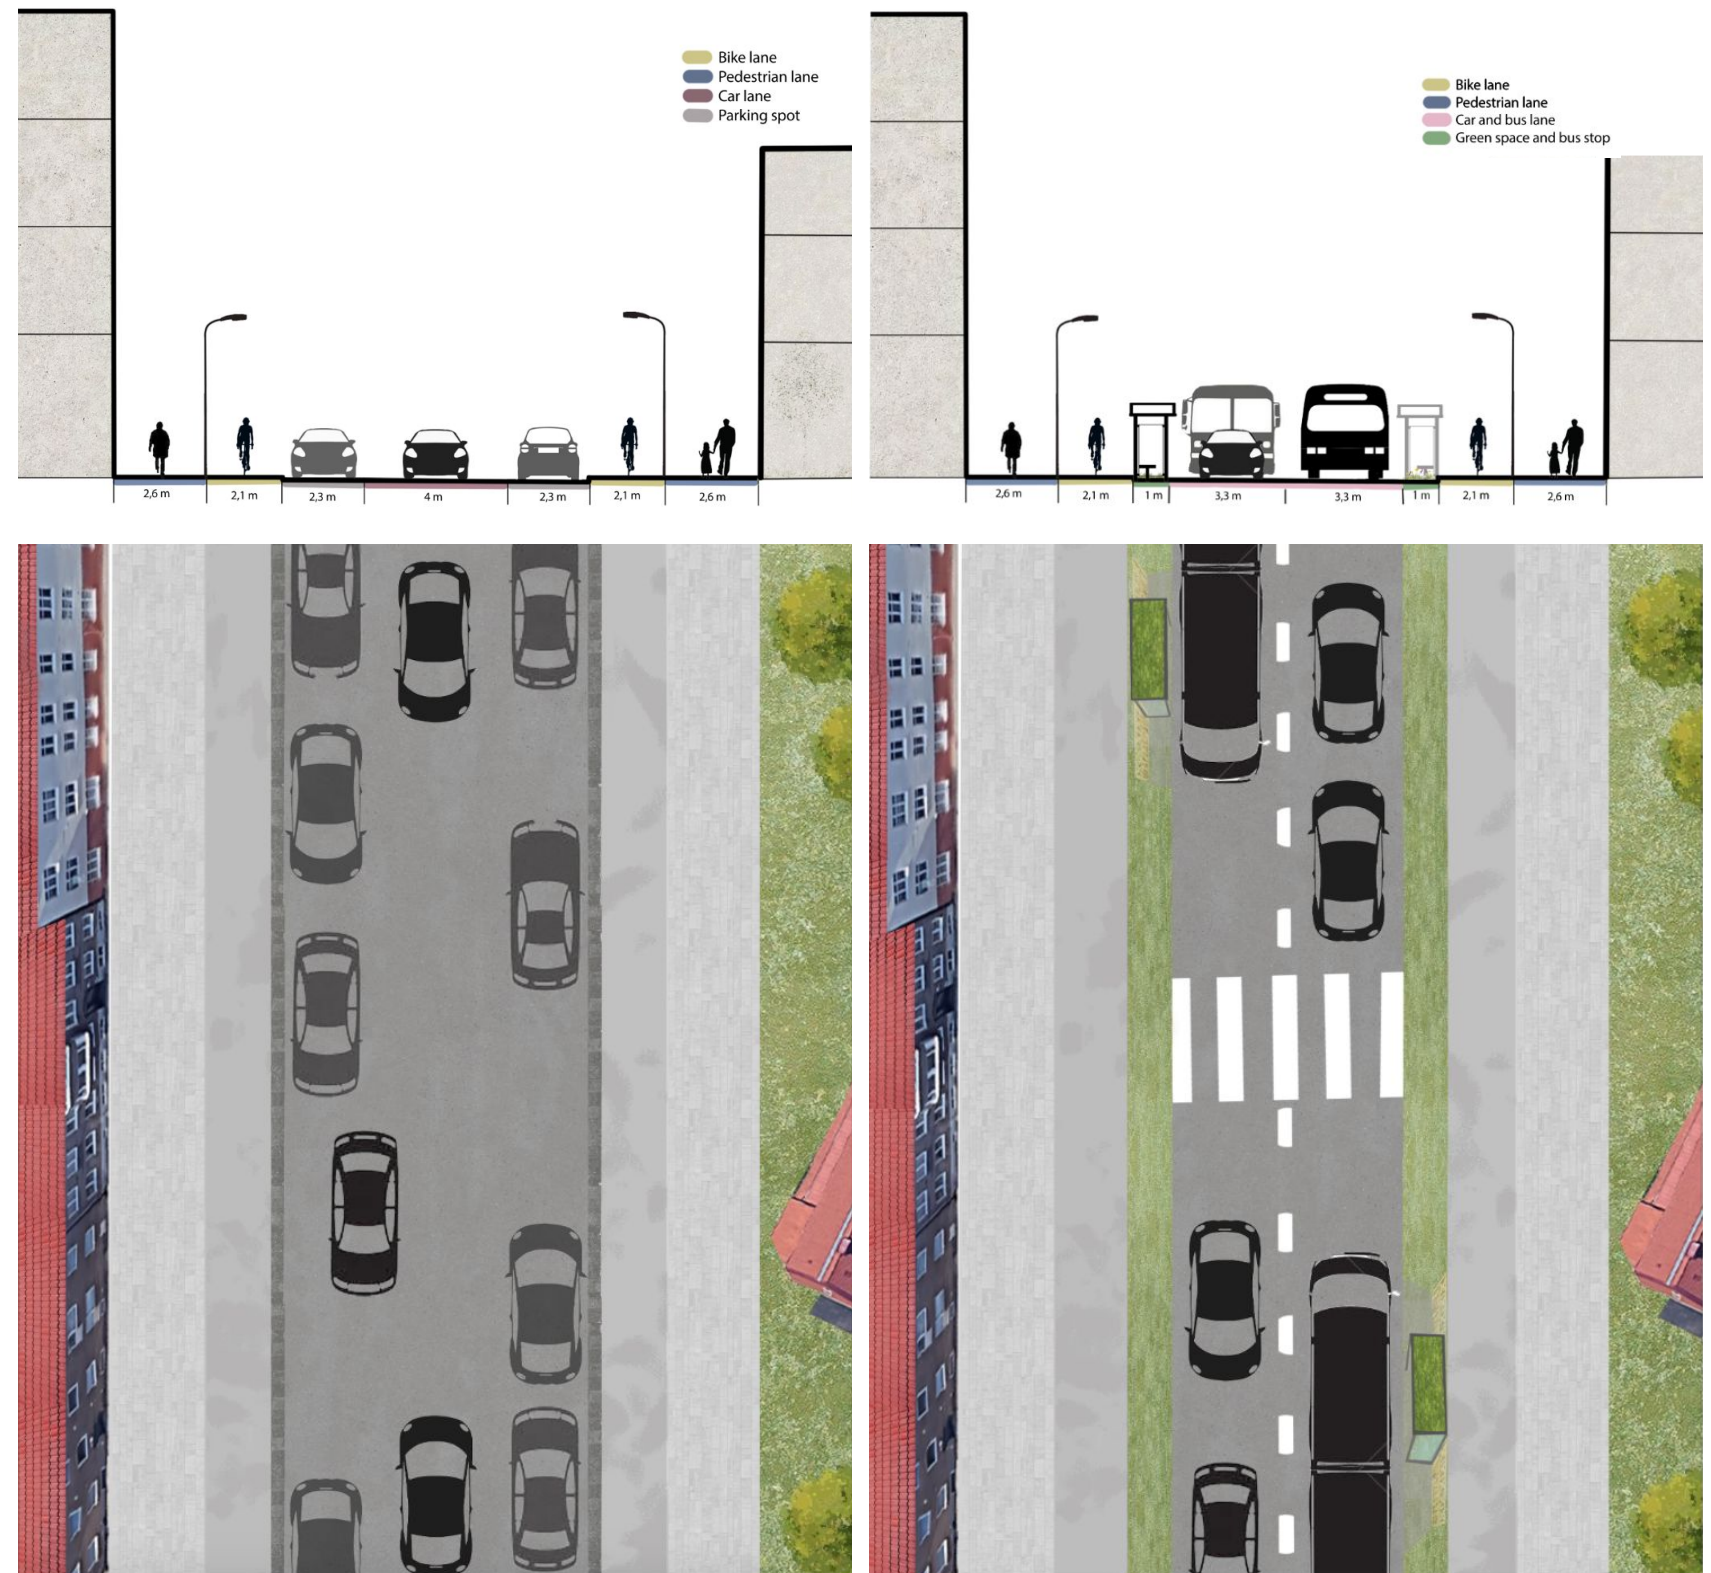 Bike lane
Pedestrian lane
Car lane
Parking spot
2,6 m
2,1 m
2,3 m
4 m
2,3 m
2,1 m
2,6 m
Bike lane
Pedestrian lane
Car and bus lane
Green space and bus stop
2,6 m
2,1 m
1 m
3,3 m
3,3 m
1 m
2,1 m
2,6 m